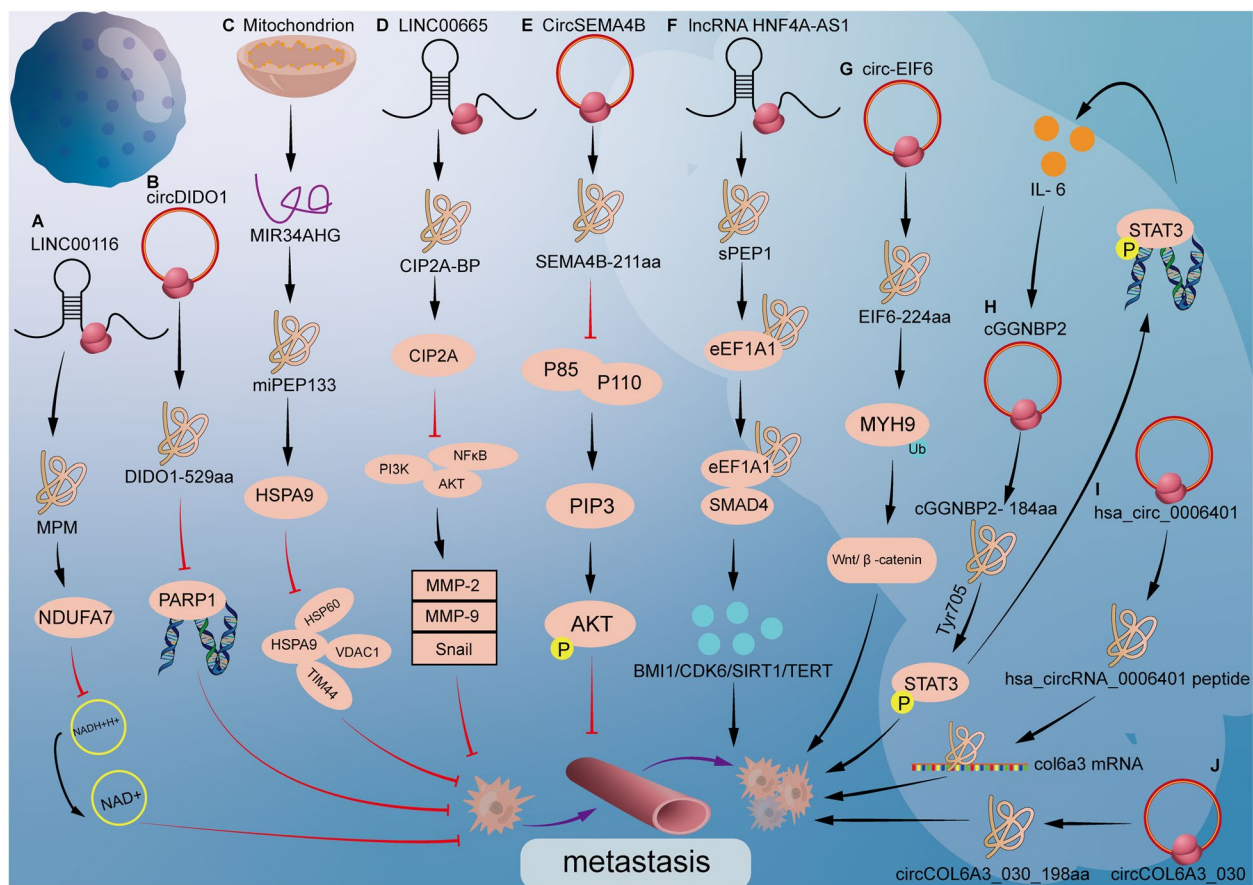 A
LINC00116
MPM
NDUFA7
NADH+H+
NAD+
B
circDIDO1
DIDO1-529aa
PARP1
C Mitochondrion
MIR34AHG
miPEP133
HSPA9
HSP60
HSPA9
VDAC1
TIM44
D LINC00665
CIP2A-BP
CIP2A
PI3K
NFκB
AKT
MMP-2
MMP-9
Snail
E CircSEMA4B
SEMA4B-211aa
P85
P110
PIP3
AKT
P
F lncRNA HNF4A-AS1
sPEP1
eEF1A1
eEF1A1
SMAD4
BMI1/CDK6/SIRT1/TERT
G circ-EIF6
EIF6-224aa
MYH9
Ub
Wnt/ β -catenin
IL- 6
H
cGGNBP2
cGGNBP2- 184aa
Tyr705
STAT3
P
STAT3
P
I
hsa_circ_0006401
hsa_circRNA_0006401 peptide
col6a3 mRNA
J
circCOL6A3_030
circCOL6A3_030_198aa
metastasis